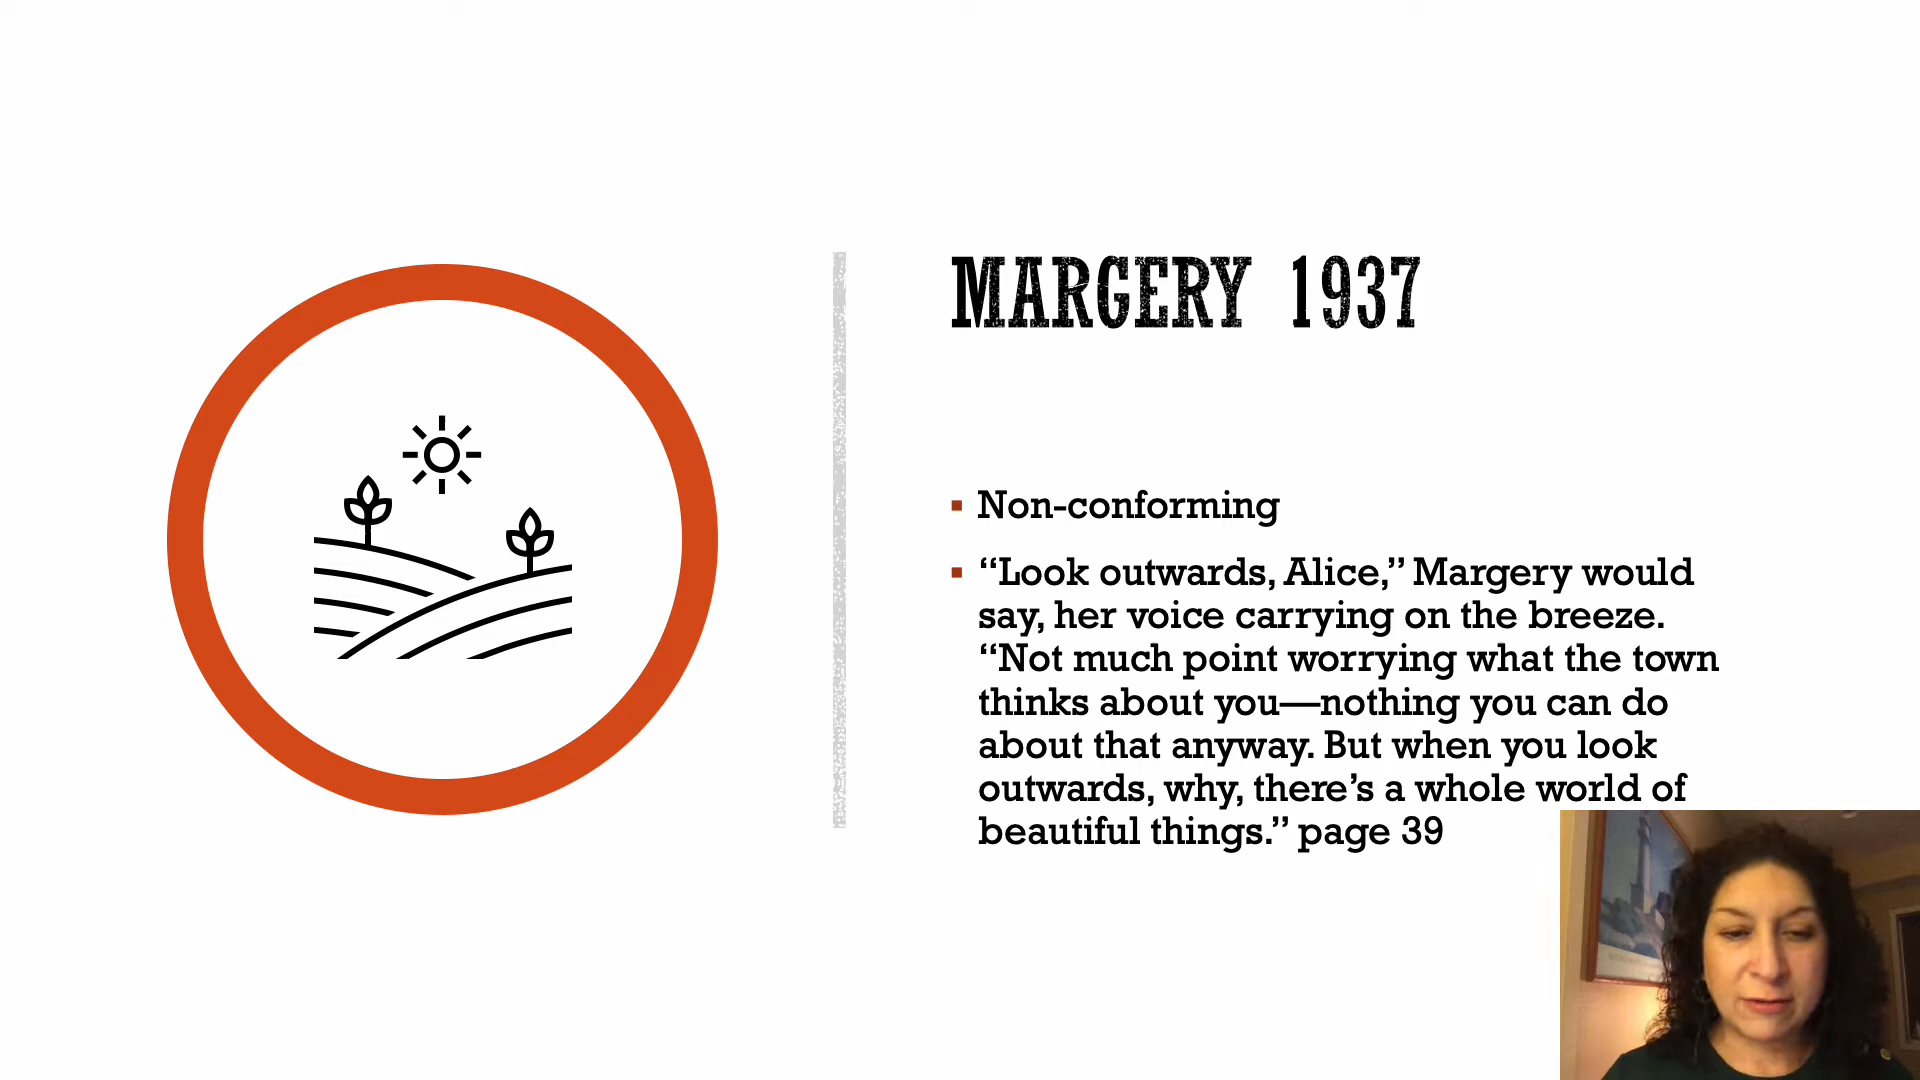 MARGERY 1937
Non-conforming
“Look outwards, Alice,” Margery would
say, her voice carrying on the breeze.
“Not much point worrying what the town
thinks about you—nothing you can do
about that anyway. But when you look
outwards, why, there’s a whole world of
beautiful things.” page 39